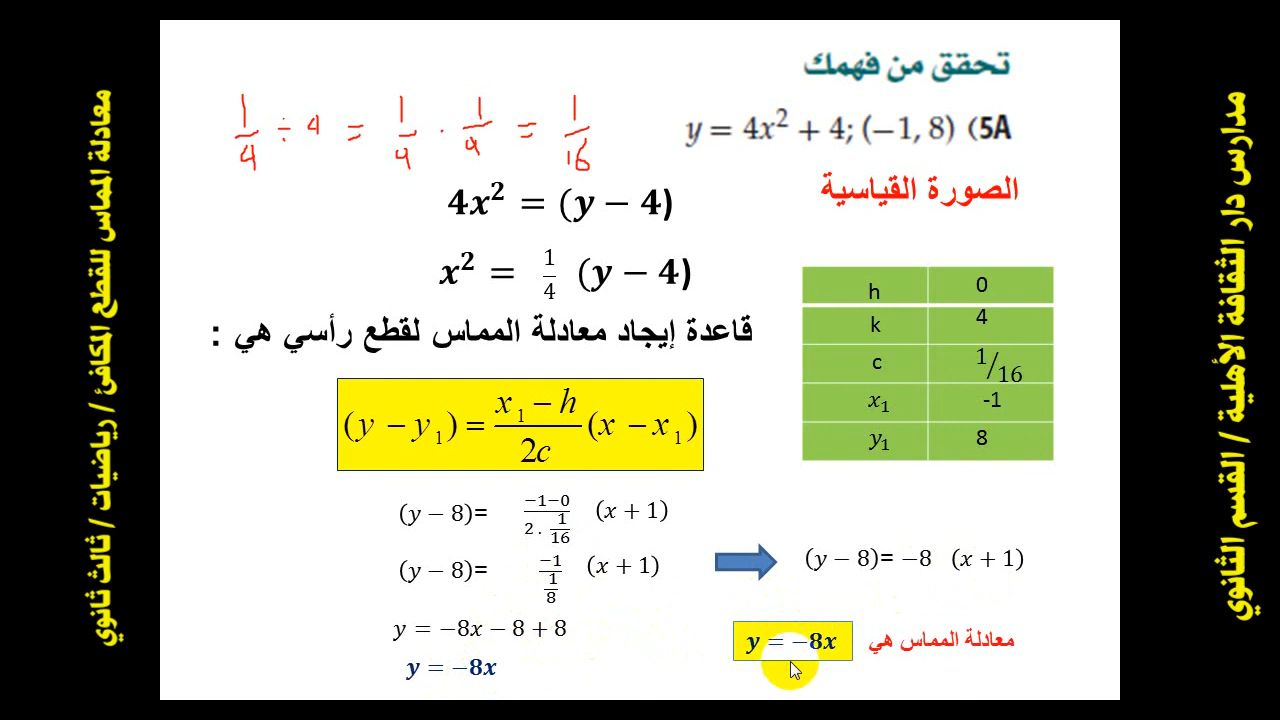 مدارس دار الثقافة الأهلية / القسم الثانوي
معادلة المماس للقطع المكافئ / رياضيات / ثالث ثانوي
تحقق من فهمك
5A) y = 4x² + 4; (−1, 8)
1/4 ÷ 4 = 1/4 · 1/4 = 1/16
الصورة القياسية
4x² = (y − 4)
x² = 1/4 (y − 4)
h 0
k 4
c 1/16
x₁ -1
y₁ 8
قاعدة إيجاد معادلة المماس لقطع رأسي هي :
(y − y₁) = (x₁ − h)/2c (x − x₁)
(y − 8)= (−1−0)/(2 . 1/16) (x + 1)
(y − 8)= −1/(1/8) (x + 1)
(y − 8)= −8 (x + 1)
y = −8x − 8 + 8
y = −8x
معادلة المماس هي y = −8x